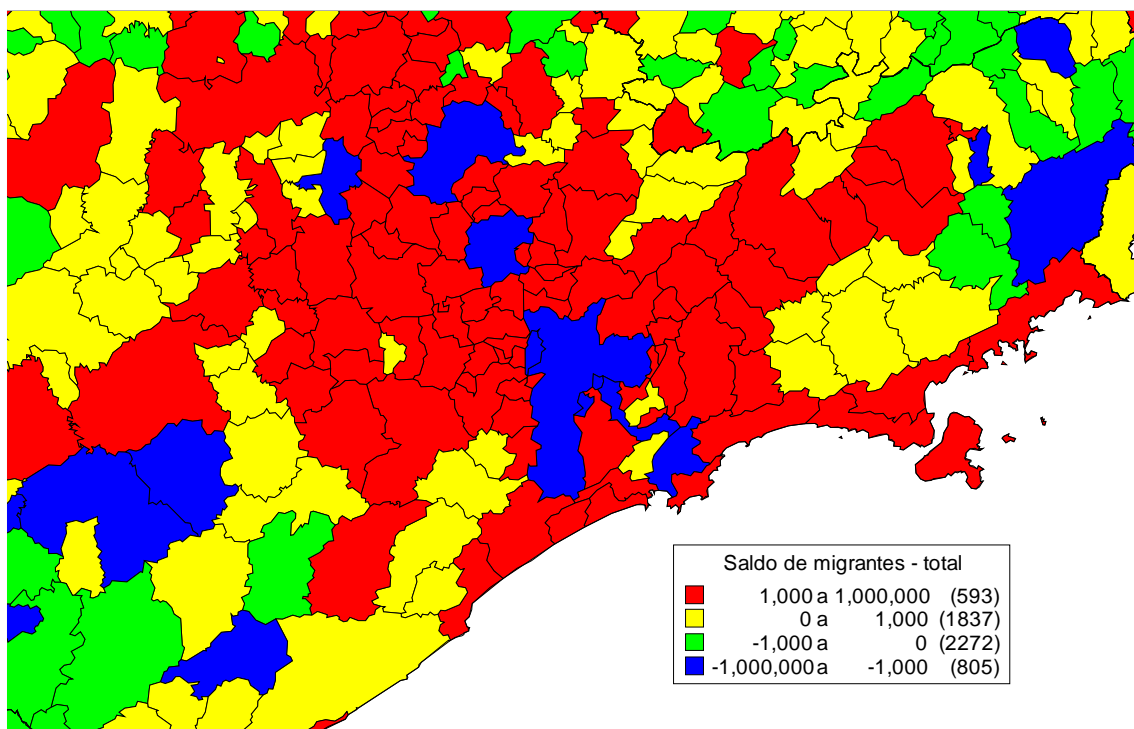 Saldo de migrantes - total
1,000 a 1,000,000 (593)
0 a 1,000 (1837)
-1,000 a 0 (2272)
-1,000,000 a -1,000 (805)